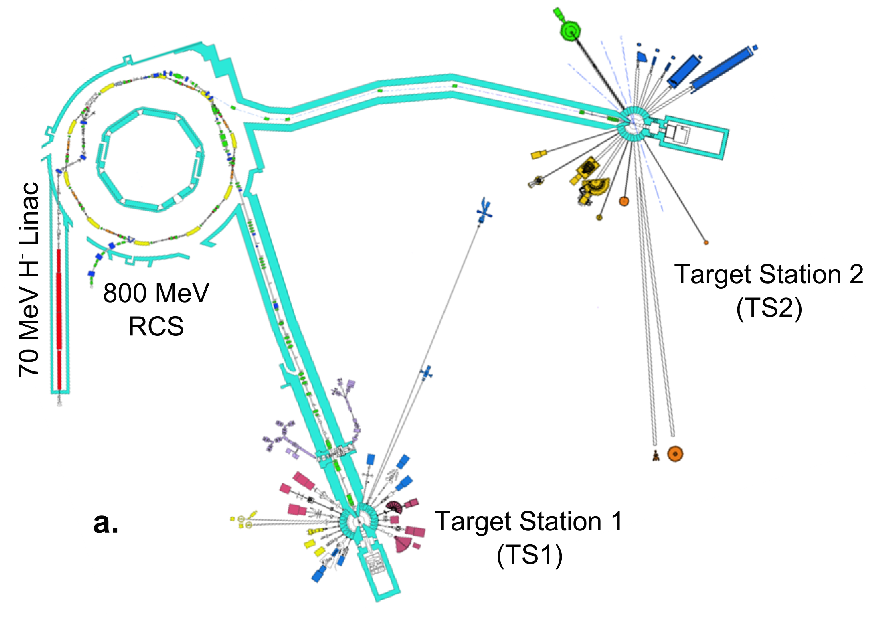 70 MeV H⁻ Linac
800 MeV
RCS
Target Station 2
(TS2)
a.
Target Station 1
(TS1)